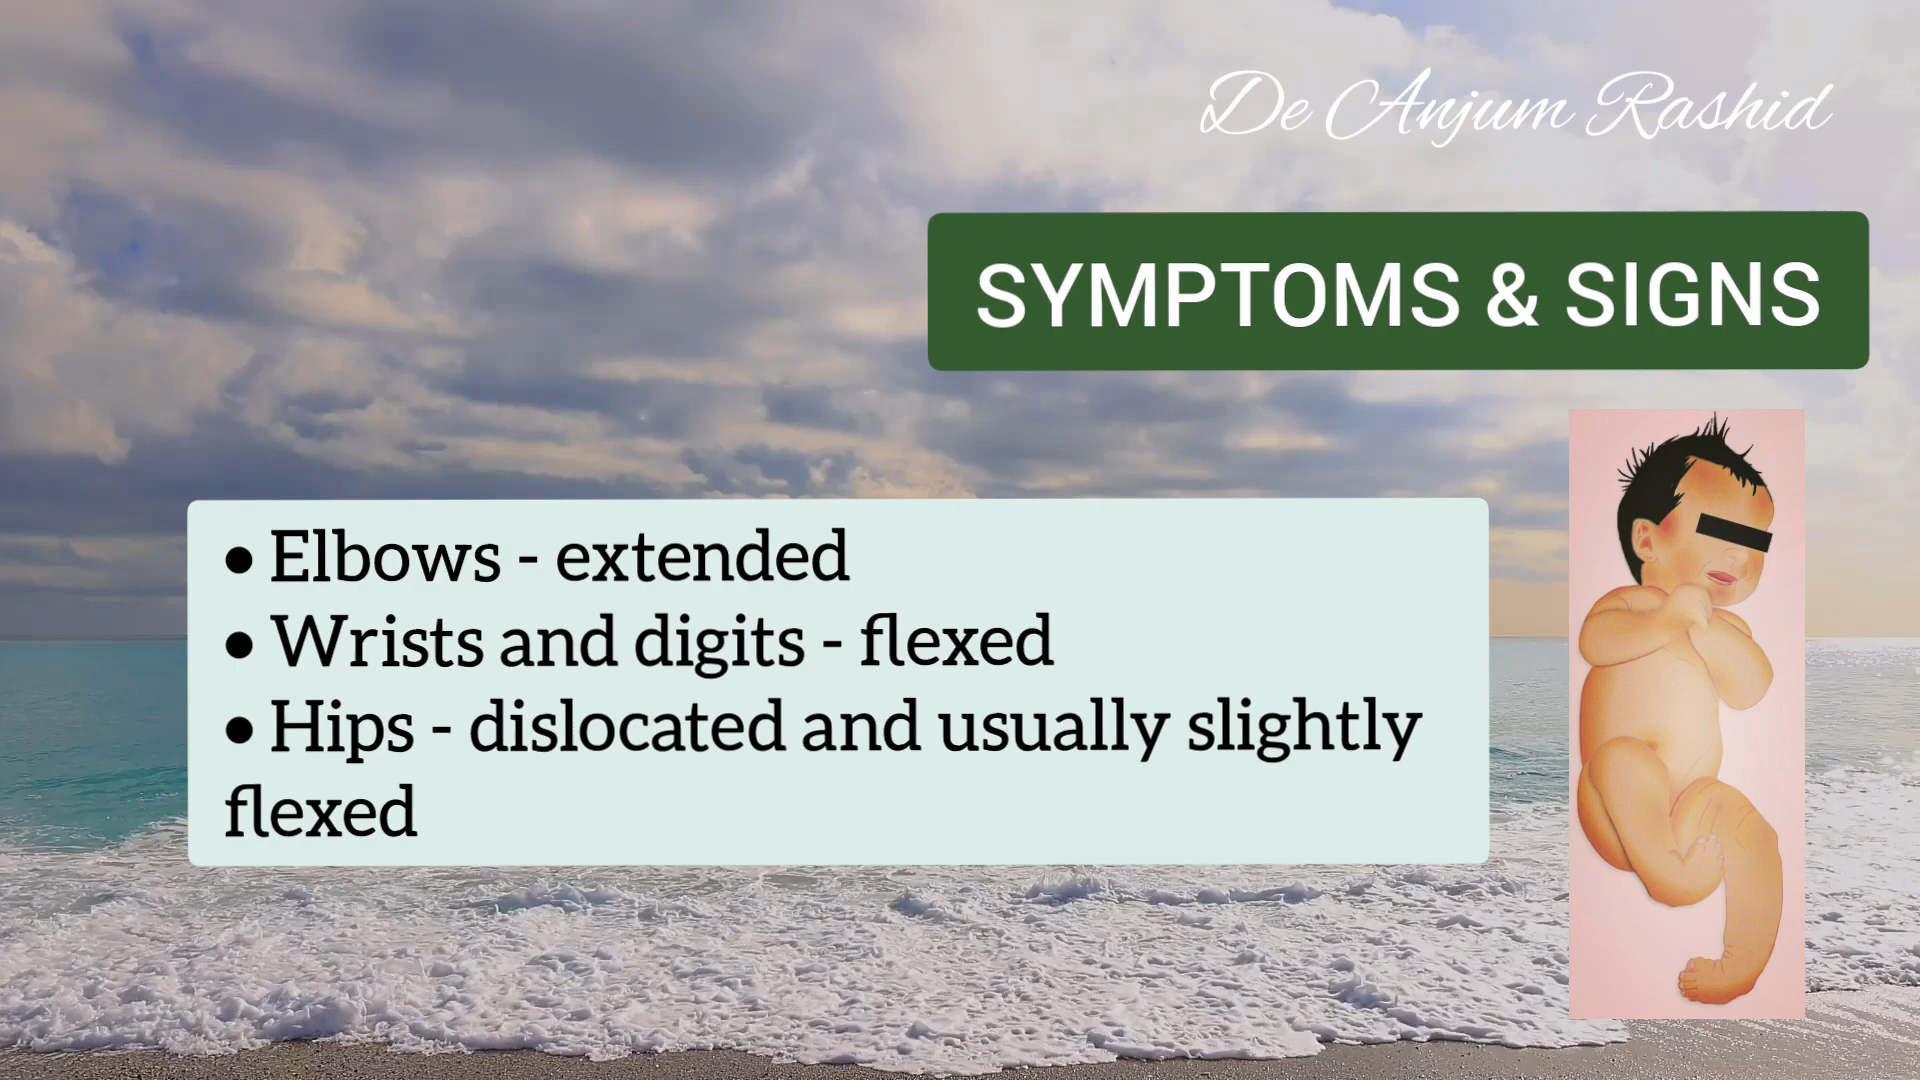 De Anjum Rashid
SYMPTOMS & SIGNS
• Elbows - extended
• Wrists and digits - flexed
• Hips - dislocated and usually slightly
flexed